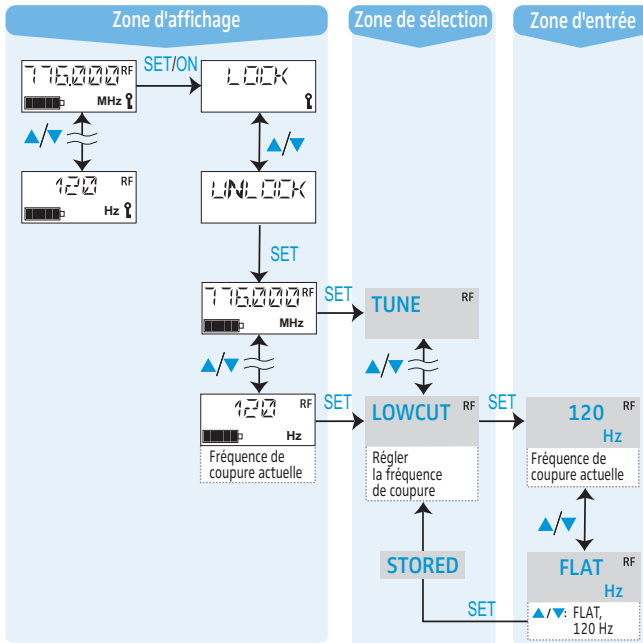 Zone d'affichage
Zone de sélection
Zone d'entrée
776.000 RF
MHz
SET/ON
LOCK
▲/▼
▲/▼
120 RF
Hz
UNLOCK
SET
776.000 RF
MHz
SET
TUNE RF
▲/▼
▲/▼
120 RF
Hz
Fréquence de
coupure actuelle
SET
LOWCUT RF
Régler
la fréquence
de coupure
SET
120 RF
Hz
Fréquence de
coupure actuelle
▲/▼
STORED
SET
FLAT RF
Hz
▲/▼: FLAT,
120 Hz